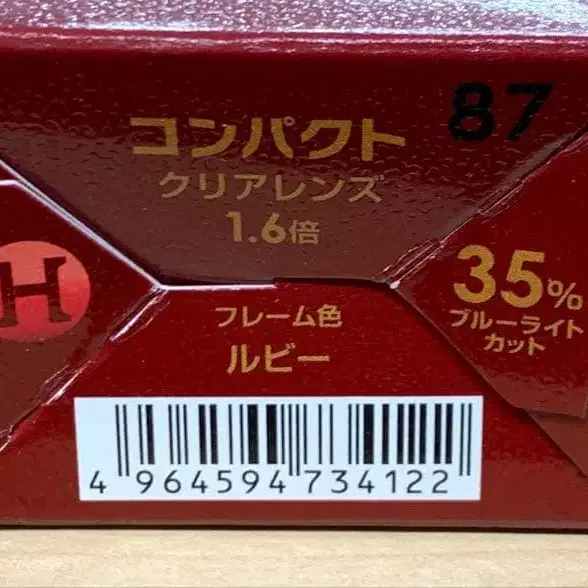 87
コンパクト
クリアレンズ
1.6倍
H
35%
ブルーライト
カット
フレーム色
ルビー
4 964594 734122